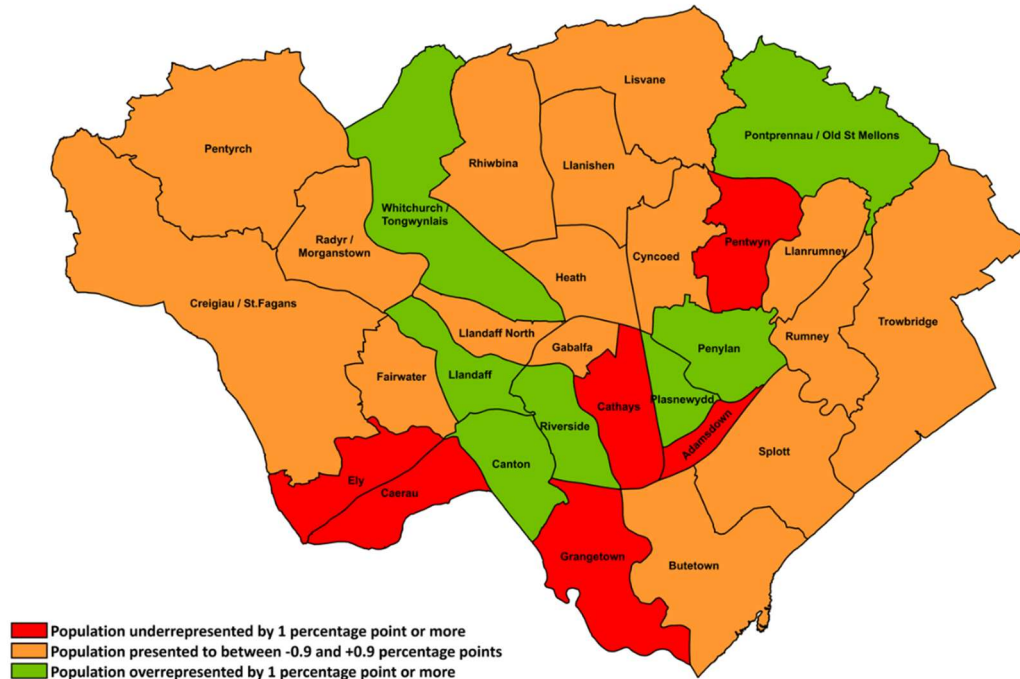 Lisvane
Pontprennau / Old St Mellons
Pentyrch
Rhiwbina
Llanishen
Whitchurch /
Tongwynlais
Radyr /
Morganstown
Pentwyn
Llanrumney
Cyncoed
Heath
Creigiau / St.Fagans
Trowbridge
Llandaff North
Rumney
Gabalfa
Penylan
Fairwater
Llandaff
Plasnewydd
Cathays
Riverside
Adamsdown
Splott
Canton
Ely
Caerau
Grangetown
Butetown
Population underrepresented by 1 percentage point or more
Population presented to between -0.9 and +0.9 percentage points
Population overrepresented by 1 percentage point or more